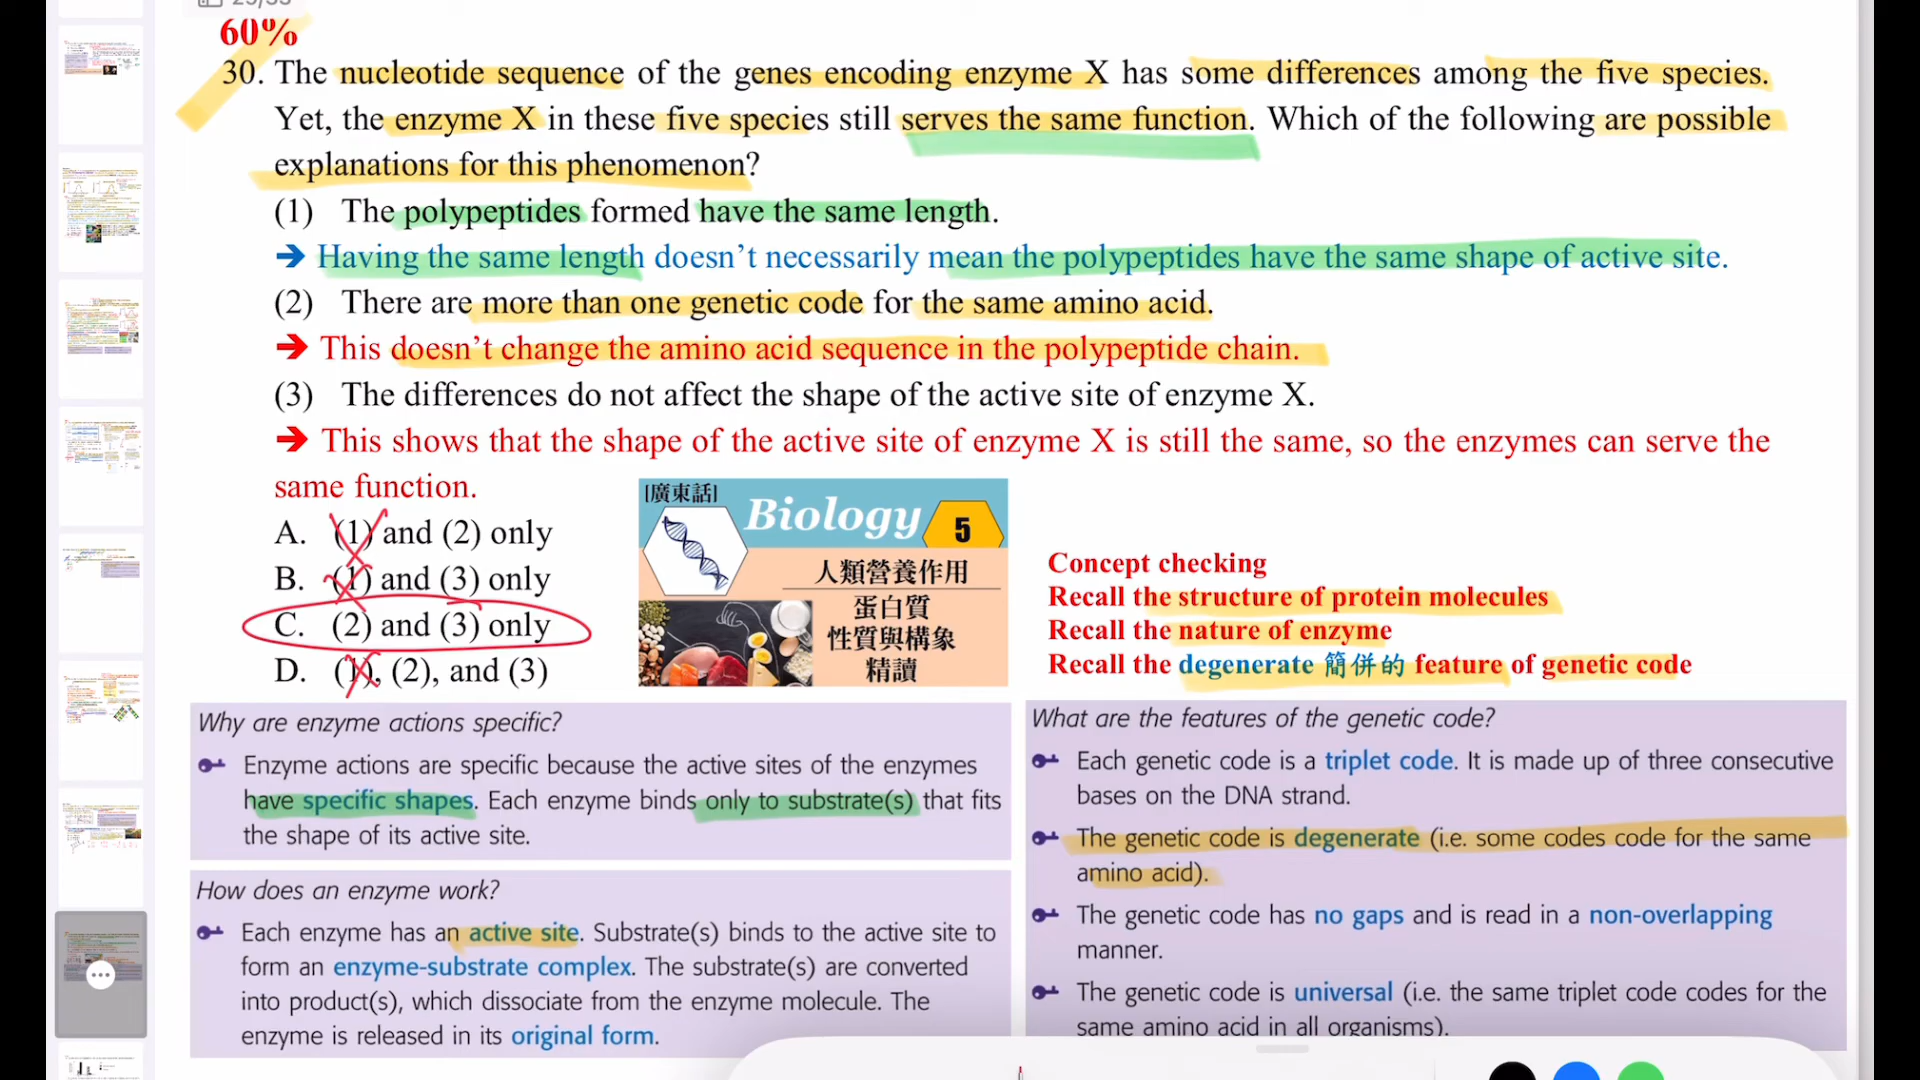 60%
30. The nucleotide sequence of the genes encoding enzyme X has some differences among the five species.
Yet, the enzyme X in these five species still serves the same function. Which of the following are possible
explanations for this phenomenon?
(1) The polypeptides formed have the same length.
➔ Having the same length doesn't necessarily mean the polypeptides have the same shape of active site.
(2) There are more than one genetic code for the same amino acid.
➔ This doesn't change the amino acid sequence in the polypeptide chain.
(3) The differences do not affect the shape of the active site of enzyme X.
➔ This shows that the shape of the active site of enzyme X is still the same, so the enzymes can serve the
same function.
A. (1) and (2) only
B. (1) and (3) only
C. (2) and (3) only
D. (1), (2), and (3)
[廣東話]
Biology 5
人類營養作用
蛋白質
性質與構象
精讀
Concept checking
Recall the structure of protein molecules
Recall the nature of enzyme
Recall the degenerate 簡併的 feature of genetic code
Why are enzyme actions specific?
Enzyme actions are specific because the active sites of the enzymes
have specific shapes. Each enzyme binds only to substrate(s) that fits
the shape of its active site.
How does an enzyme work?
Each enzyme has an active site. Substrate(s) binds to the active site to
form an enzyme-substrate complex. The substrate(s) are converted
into product(s), which dissociate from the enzyme molecule. The
enzyme is released in its original form.
What are the features of the genetic code?
Each genetic code is a triplet code. It is made up of three consecutive
bases on the DNA strand.
The genetic code is degenerate (i.e. some codes code for the same
amino acid).
The genetic code has no gaps and is read in a non-overlapping
manner.
The genetic code is universal (i.e. the same triplet code codes for the
same amino acid in all organisms).